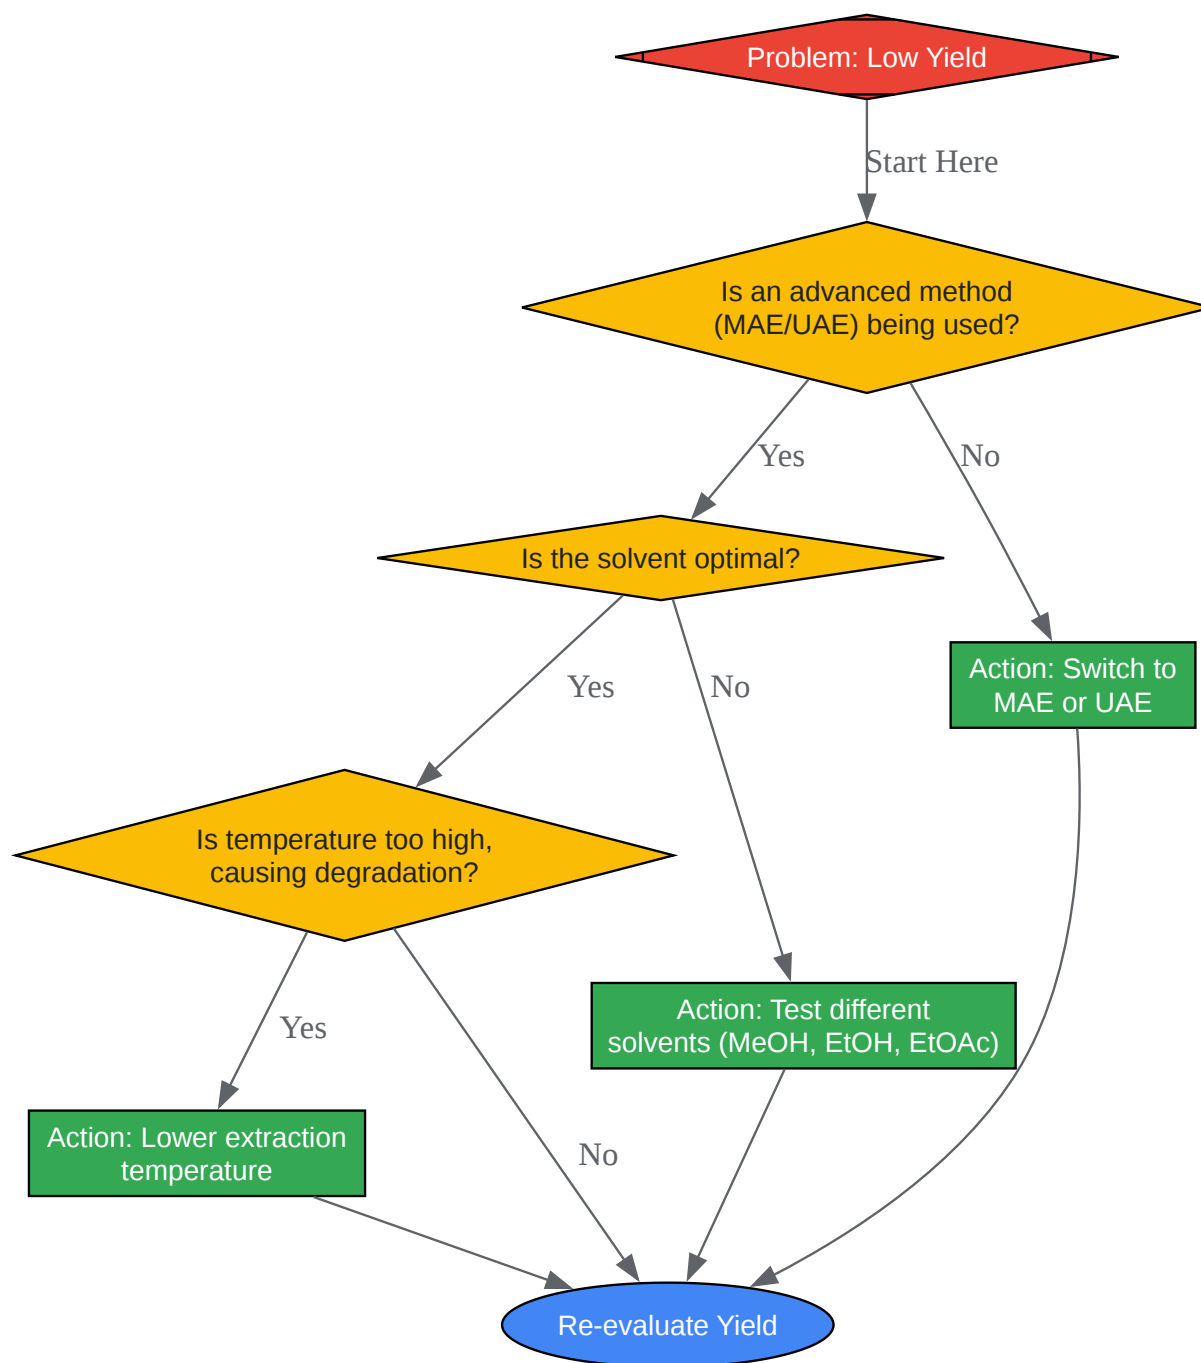 Problem: Low Yield
Start Here
Is an advanced method
(MAE/UAE) being used?
Yes
No
Is the solvent optimal?
Yes
No
Action: Switch to
MAE or UAE
Is temperature too high,
causing degradation?
Action: Test different
solvents (MeOH, EtOH, EtOAc)
Yes
No
Action: Lower extraction
temperature
Re-evaluate Yield